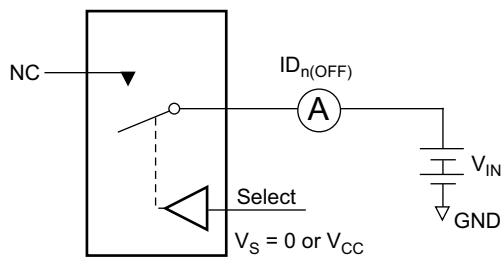 ID_n(OFF)
NC
A
V_IN
Select
GND
V_S = 0 or V_CC